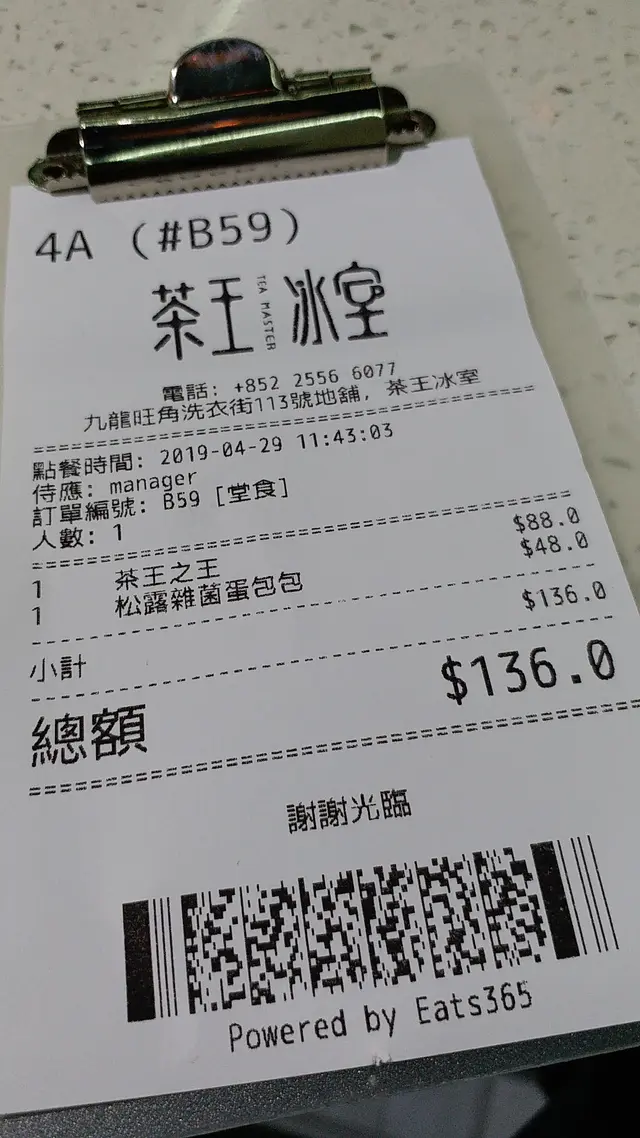 4A (#B59)
茶王 TEA MASTER 冰室
電話: +852 2556 6077
九龍旺角洗衣街113號地舖, 茶王冰室
點餐時間: 2019-04-29 11:43:03
侍應: manager
訂單編號: B59 [堂食]
人數: 1
1 茶王之王 $88.0
1 松露雜菌蛋包包 $48.0
小計 $136.0
總額 $136.0
謝謝光臨
Powered by Eats365